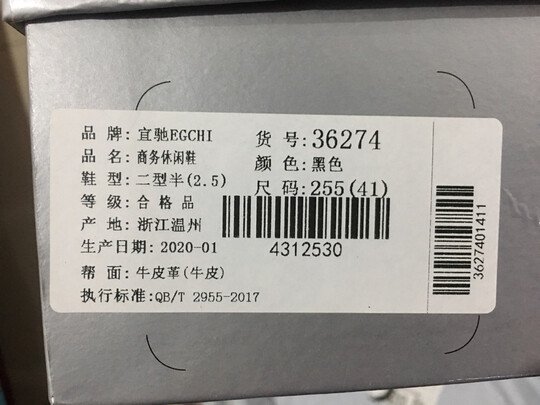 品 牌: 宜驰EGCHI
货 号: 36274
品 名: 商务休闲鞋
颜 色: 黑色
鞋 型: 二型半(2.5)
尺 码: 255(41)
等 级: 合 格 品
产 地: 浙江温州
生产日期: 2020-01
4312530
帮 面: 牛皮革(牛皮)
执行标准:QB/T 2955-2017
3627401411